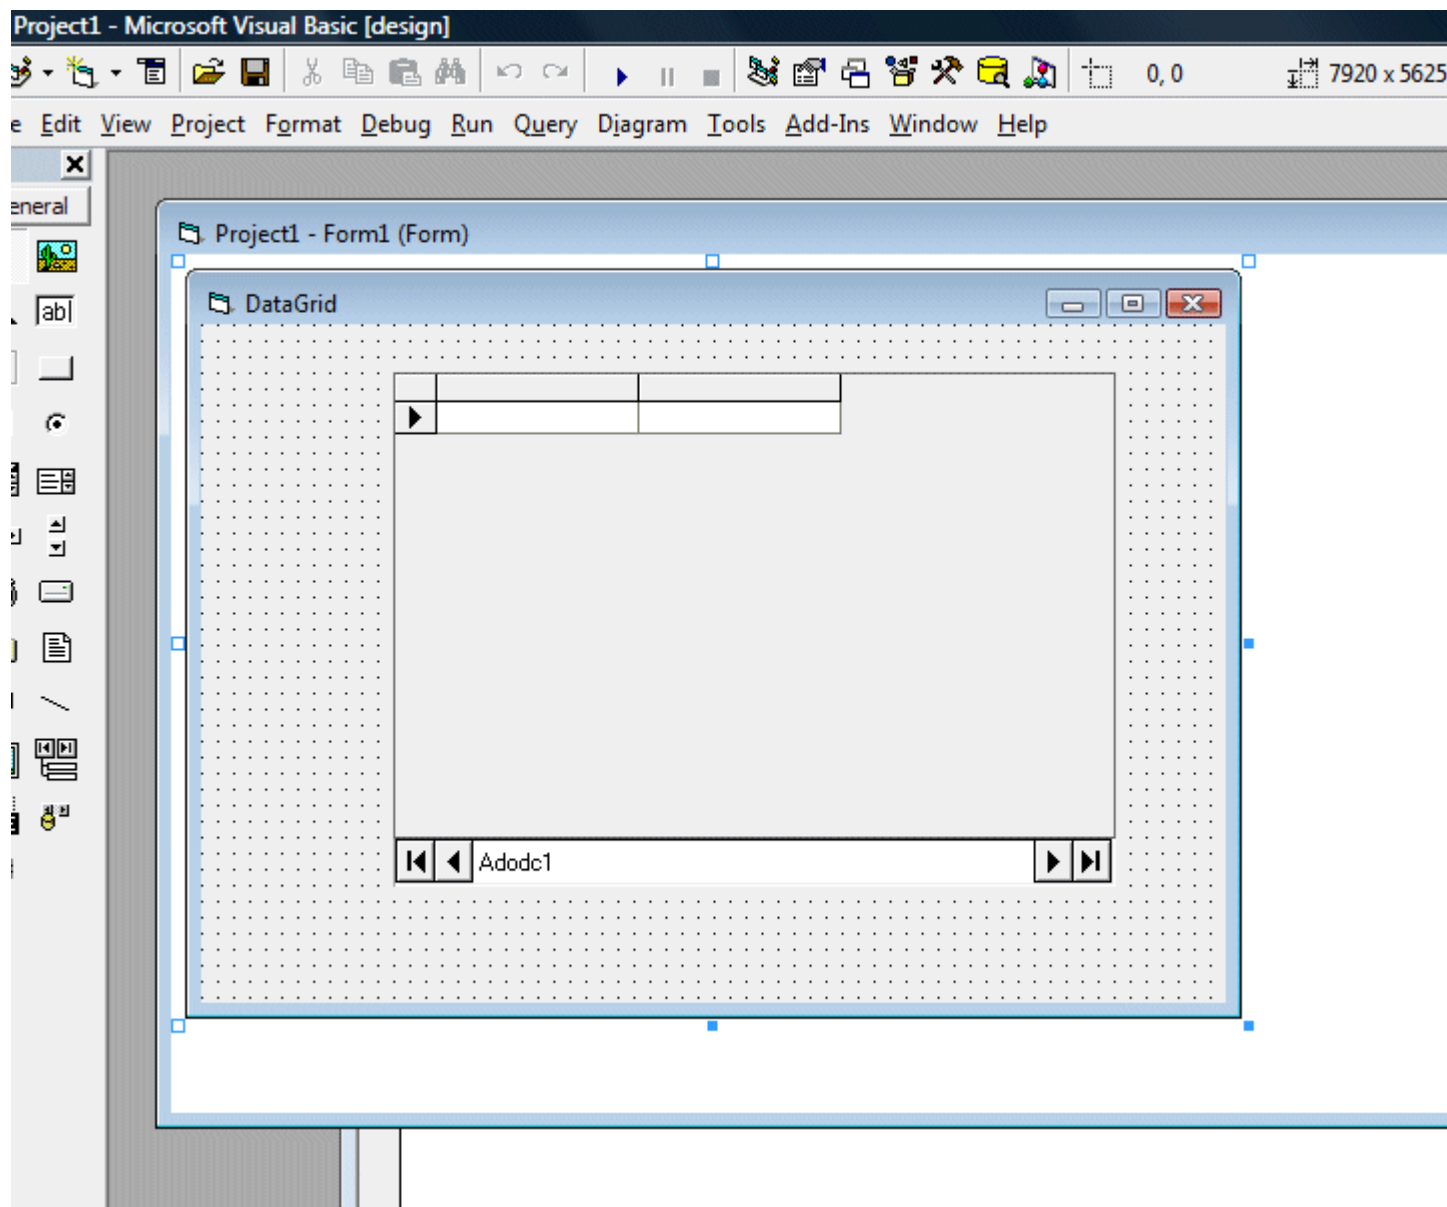 Project1 - Microsoft Visual Basic [design]
0, 0 7920 x 5625
e Edit View Project Format Debug Run Query Diagram Tools Add-Ins Window Help
eneral
Project1 - Form1 (Form)
ab
DataGrid
Adodc1